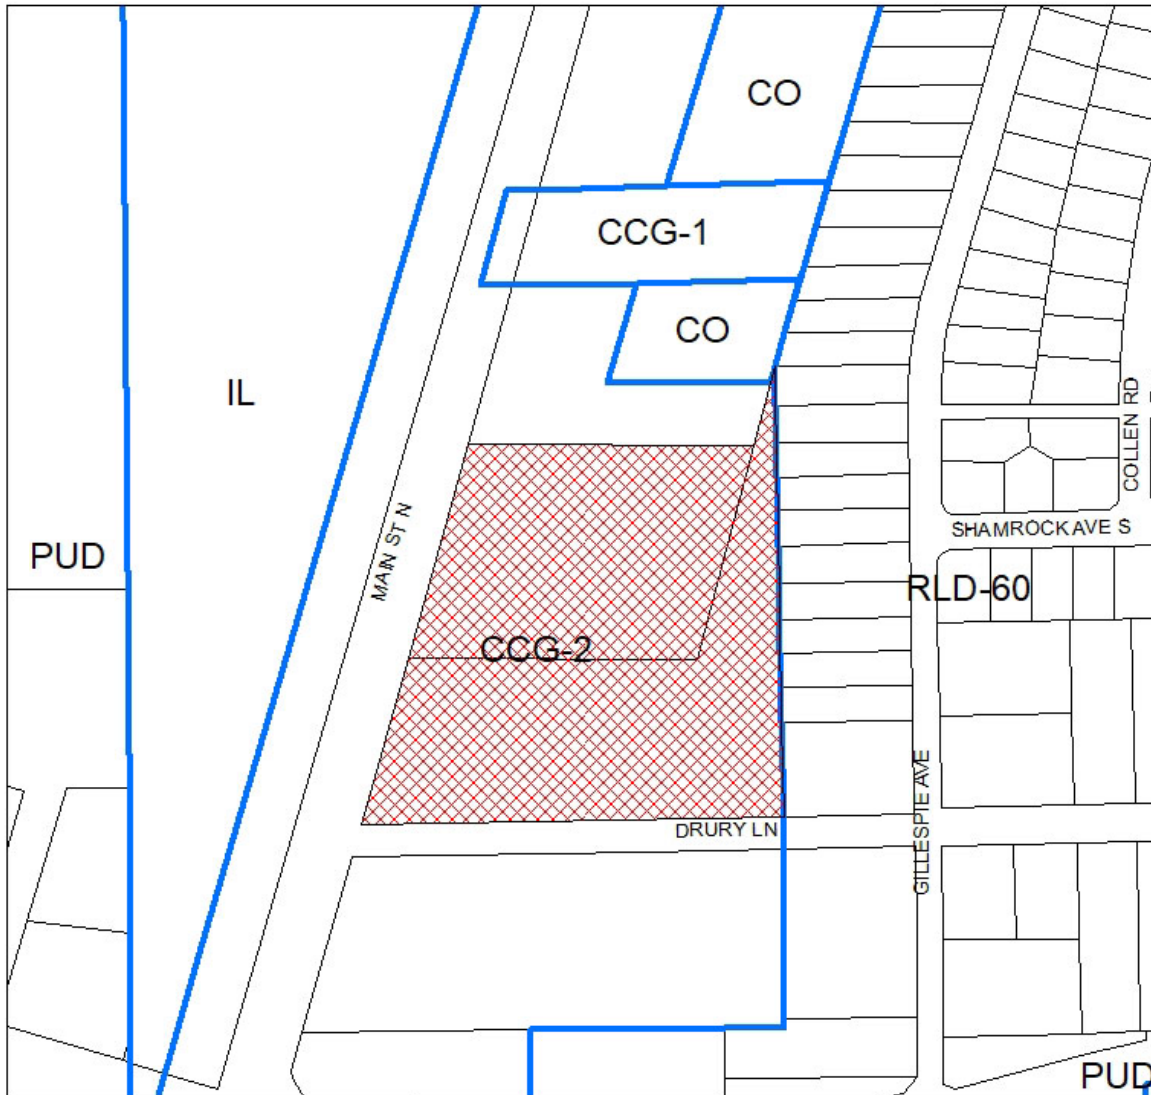 CO
CCG-1
CO
IL
COLLEN RD
MAIN ST N
SHAMROCK AVE S
PUD
RLD-60
CCG-2
GILLESPIE AVE
DRURY LN
PUD